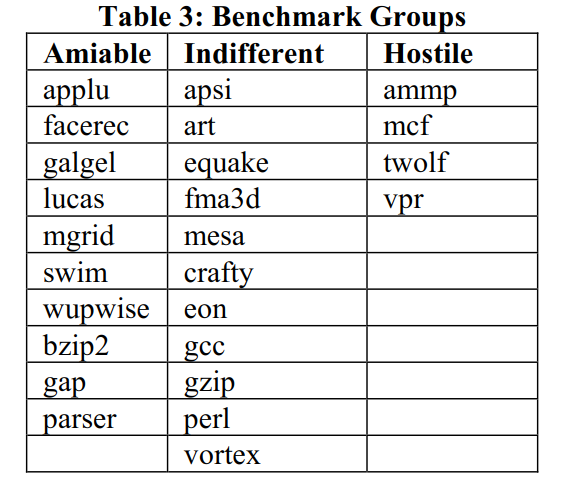 Table 3: Benchmark Groups
Amiable Indifferent Hostile
applu apsi ammp
facerec art mcf
galgel equake twolf
lucas fma3d vpr
mgrid mesa
swim crafty
wupwise eon
bzip2 gcc
gap gzip
parser perl
vortex